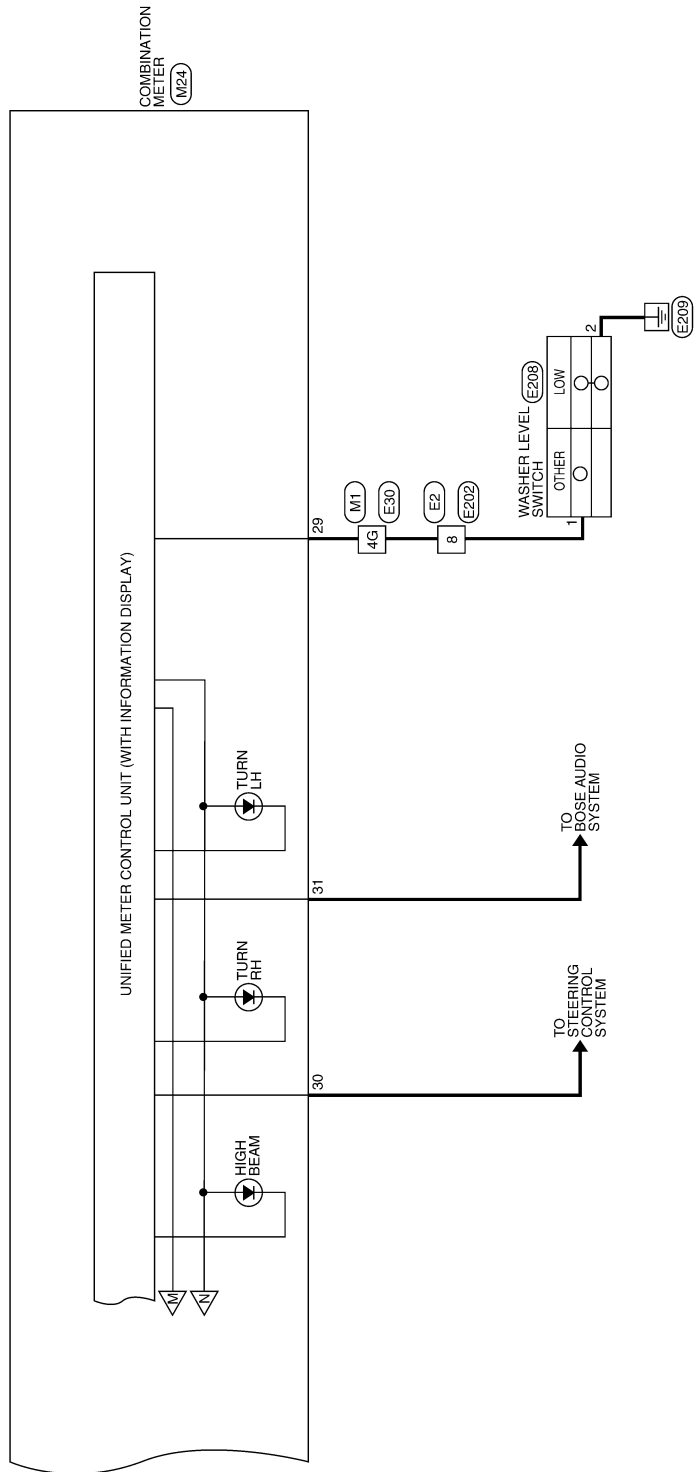 COMBINATION
METER
M24
UNIFIED METER CONTROL UNIT (WITH INFORMATION DISPLAY)
M
N
HIGH
BEAM
TURN
RH
TURN
LH
30
31
29
TO
STEERING
CONTROL
SYSTEM
TO
BOSE AUDIO
SYSTEM
4G
M1
E30
8
E2
E202
WASHER LEVEL
SWITCH
E208
OTHER
LOW
1
2
E209